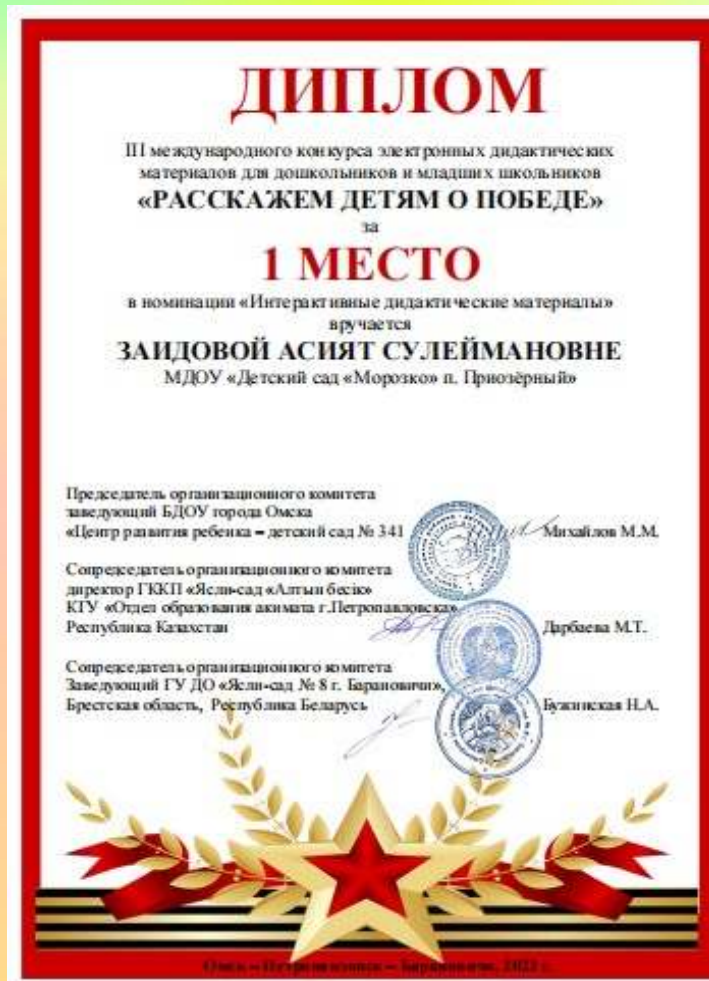 ДИПЛОМ
III международного конкурса электронных дидактических
материалов для дошкольников и младших школьников
«РАССКАЖЕМ ДЕТЯМ О ПОБЕДЕ»
за
1 МЕСТО
в номинации «Интерактивные дидактические материалы»
вручается
ЗАИДОВОЙ АСИЯТ СУЛЕЙМАНОВНЕ
МДОУ «Детский сад «Морозко» п. Приозёрный»
Председатель организационного комитета
заведующий БДОУ города Омска
«Центр развития ребенка – детский сад № 341 Михайлов М.М.
Сопредседатель организационного комитета
директор ГККП «Ясли-сад «Алтын бесік»
КГУ «Отдел образования акимата г.Петропавловска»
Республика Казахстан Дарбаева М.Т.
Сопредседатель организационного комитета
Заведующий ГУ ДО «Ясли-сад № 8 г. Барановичи»,
Брестская область, Республика Беларусь Бужинская Н.А.
Омск – Петропавловск – Барановичи, 2022 г.